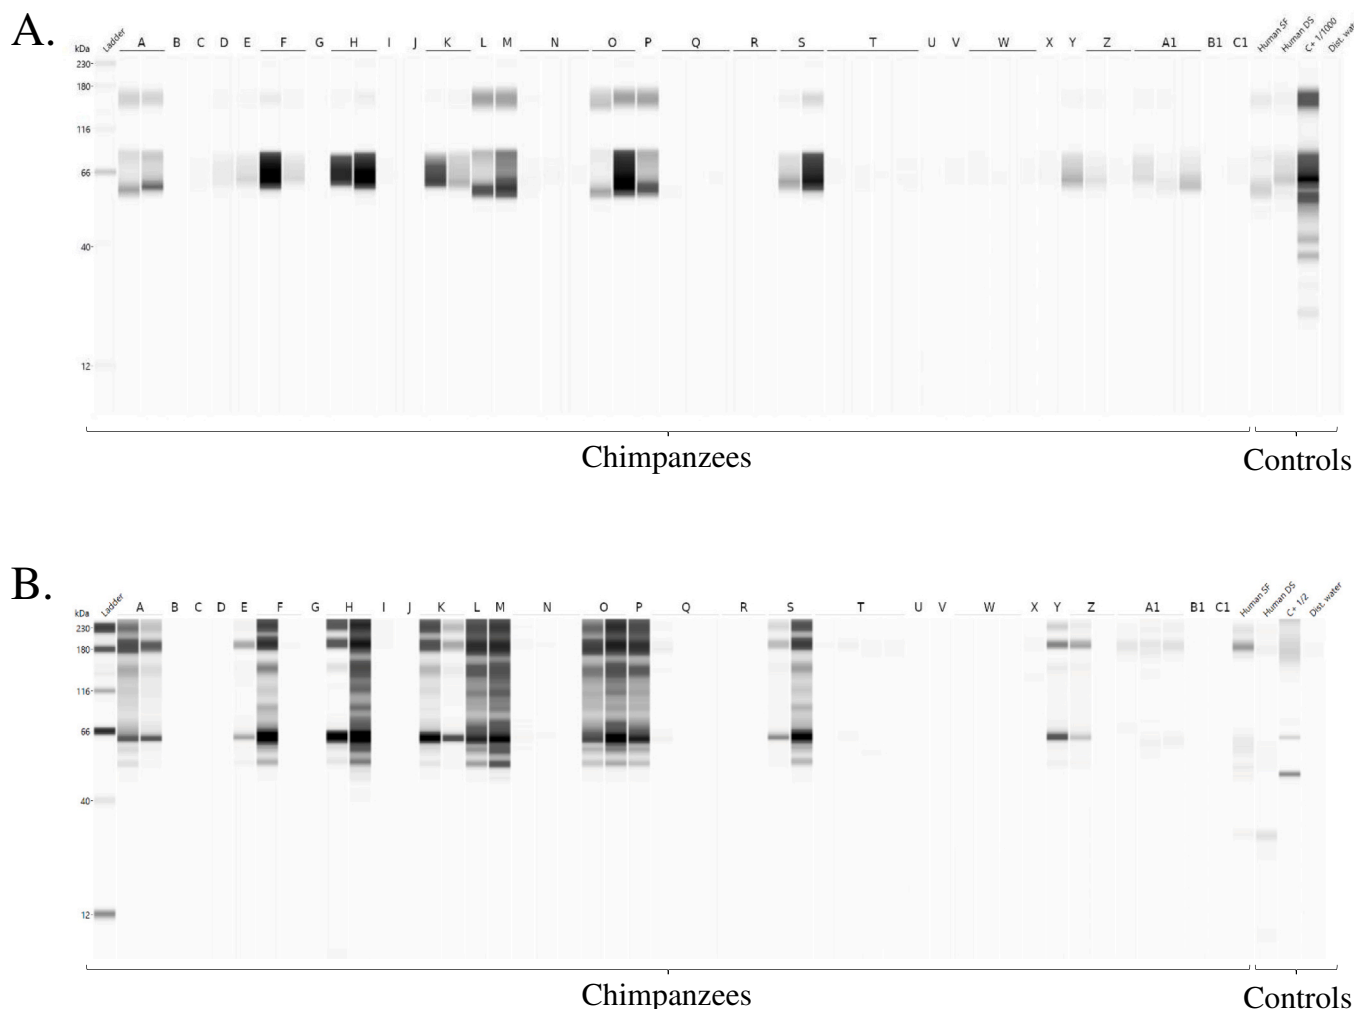 A.
kDa Ladder A B C D E F G H I J K L M N O P Q R S T U V W X Y Z A1 B1 C1 Human SF Human DS C+ 1/1000 Dist. wa
230
180
116
66
40
12
Chimpanzees Controls
B.
kDa Ladder A B C D E F G H I J K L M N O P Q R S T U V W X Y Z A1 B1 C1 Human SF Human DS C+ 1/2 Dist. water
230
180
116
66
40
12
Chimpanzees Controls